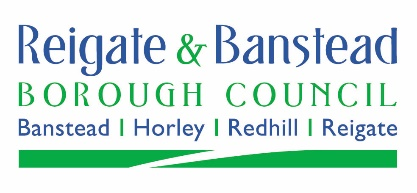 Reigate & Banstead
BOROUGH COUNCIL
Banstead | Horley | Redhill | Reigate